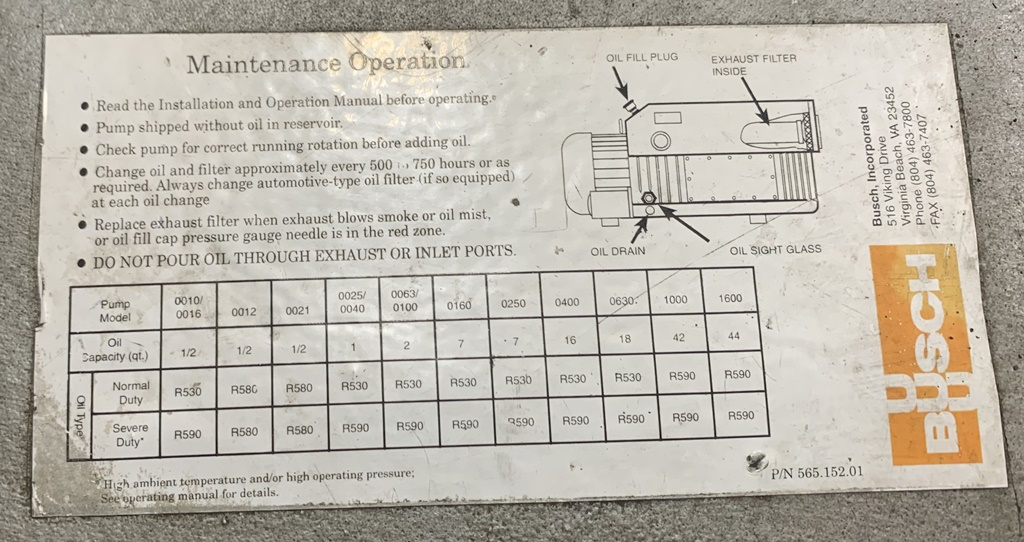 Maintenance Operation
● Read the Installation and Operation Manual before operating.
● Pump shipped without oil in reservoir.
● Check pump for correct running rotation before adding oil.
● Change oil and filter approximately every 500 750 hours or as
required. Always change automotive-type oil filter (if so equipped)
at each oil change
● Replace exhaust filter when exhaust blows smoke or oil mist,
or oil fill cap pressure gauge needle is in the red zone.
● DO NOT POUR OIL THROUGH EXHAUST OR INLET PORTS.
OIL FILL PLUG
EXHAUST FILTER
INSIDE
OIL DRAIN
OIL SIGHT GLASS
Busch, Incorporated
516 Viking Drive
Virginia Beach, VA 23452
Phone (804) 463-7800
FAX (804) 463-7407
BUSCH
Pump Model 0010/0016 0012 0021 0025/0040 0063/0100 0160 0250 0400 0630 1000 1600
Oil Capacity (qt.) 1/2 1/2 1/2 1 2 7 7 16 18 42 44
Oil Type
Normal Duty R530 R580 R580 R530 R530 R530 R530 R530 R530 R590 R590
Severe Duty* R590 R580 R580 R590 R590 R590 R590 R590 R590 R590 R590
High ambient temperature and/or high operating pressure;
See operating manual for details.
P/N 565.152.01